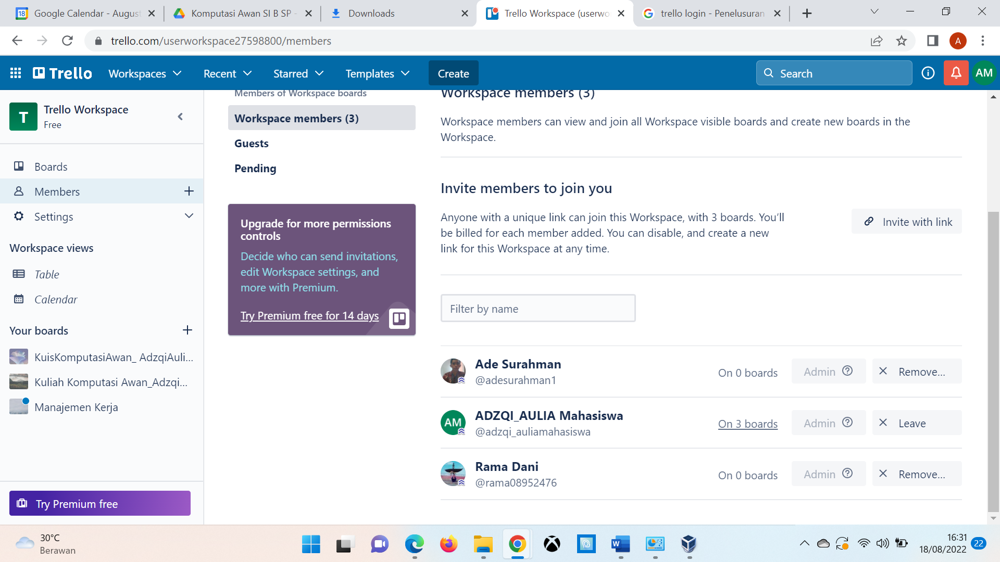 Google Calendar - August
Komputasi Awan SI B SP -
Downloads
Trello Workspace (userwo
trello login - Penelusuran
trello.com/userworkspace27598800/members
A
Trello
Workspaces
Recent
Starred
Templates
Create
Search
AM
T
Trello Workspace
Free
Boards
Members
Settings
Workspace views
Table
Calendar
Your boards
KuisKomputasiAwan_ AdzqiAuli...
Kuliah Komputasi Awan_Adzqi...
Manajemen Kerja
Try Premium free
Members of Workspace boards
Workspace members (3)
Guests
Pending
Upgrade for more permissions
controls
Decide who can send invitations,
edit Workspace settings, and
more with Premium.
Try Premium free for 14 days
Workspace members (3)
Workspace members can view and join all Workspace visible boards and create new boards in the
Workspace.
Invite members to join you
Anyone with a unique link can join this Workspace, with 3 boards. You’ll
be billed for each member added. You can disable, and create a new
link for this Workspace at any time.
Invite with link
Filter by name
Ade Surahman
@adesurahman1
On 0 boards
Admin
Remove...
AM
ADZQI_AULIA Mahasiswa
@adzqi_auliamahasiswa
On 3 boards
Admin
Leave
Rama Dani
@rama08952476
On 0 boards
Admin
Remove...
30°C
Berawan
16:31
18/08/2022
22